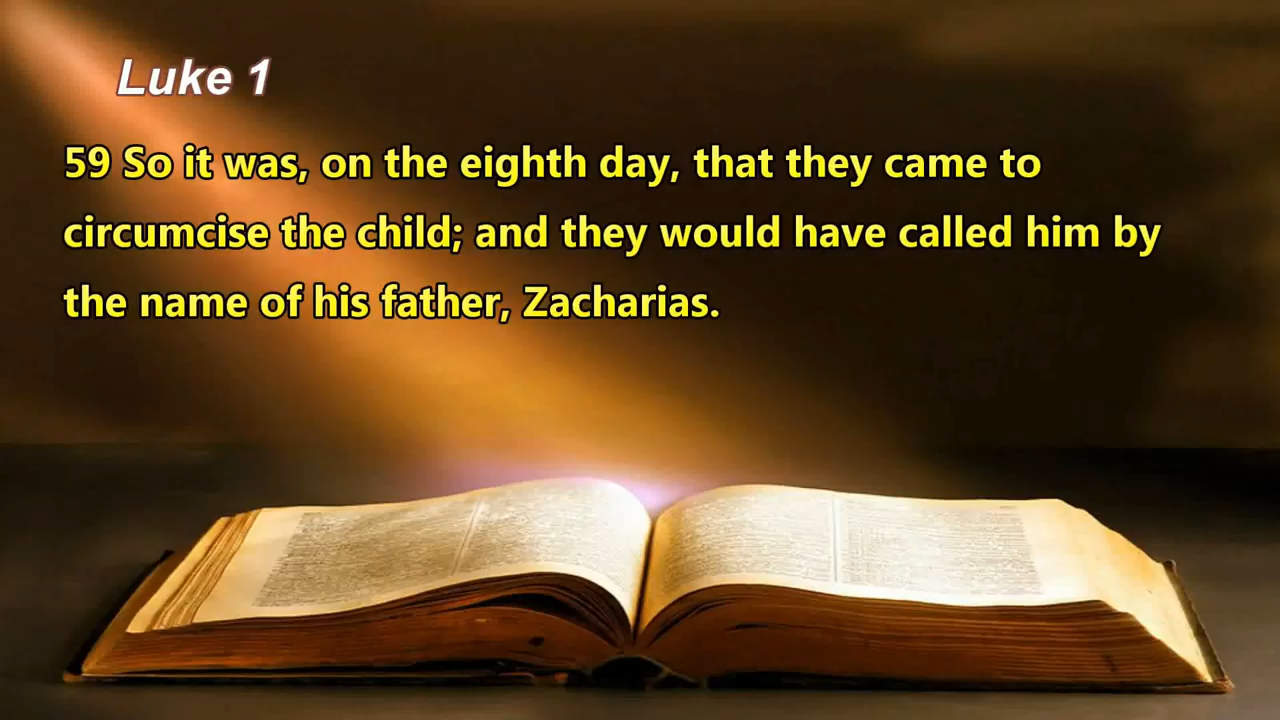 Luke 1
59 So it was, on the eighth day, that they came to
circumcise the child; and they would have called him by
the name of his father, Zacharias.